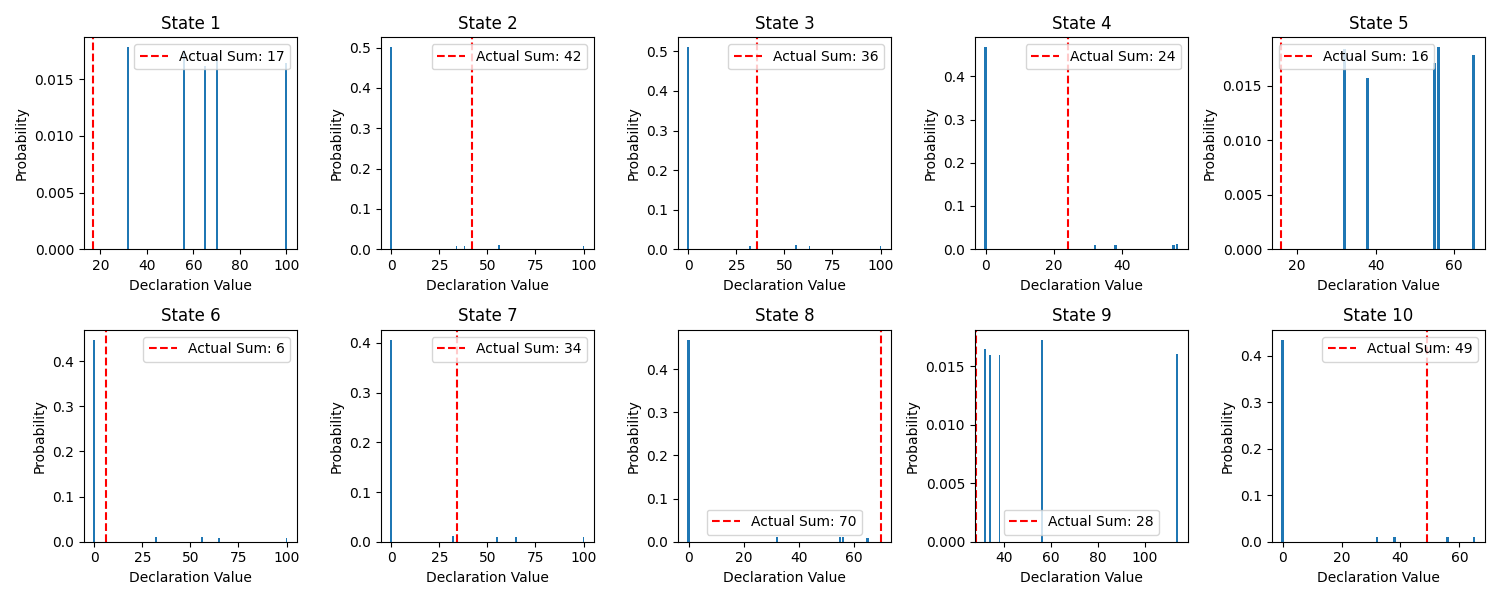 State 1
Actual Sum: 17
Probability
0.015
0.010
0.005
0.000
20 40 60 80 100
Declaration Value
State 2
Actual Sum: 42
Probability
0.5
0.4
0.3
0.2
0.1
0.0
0 25 50 75 100
Declaration Value
State 3
Actual Sum: 36
Probability
0.5
0.4
0.3
0.2
0.1
0.0
0 25 50 75 100
Declaration Value
State 4
Actual Sum: 24
Probability
0.4
0.3
0.2
0.1
0.0
0 20 40
Declaration Value
State 5
Actual Sum: 16
Probability
0.015
0.010
0.005
0.000
20 40 60
Declaration Value
State 6
Actual Sum: 6
Probability
0.4
0.3
0.2
0.1
0.0
0 25 50 75 100
Declaration Value
State 7
Actual Sum: 34
Probability
0.4
0.3
0.2
0.1
0.0
0 25 50 75 100
Declaration Value
State 8
Actual Sum: 70
Probability
0.4
0.3
0.2
0.1
0.0
0 20 40 60
Declaration Value
State 9
Actual Sum: 28
Probability
0.015
0.010
0.005
0.000
40 60 80 100
Declaration Value
State 10
Actual Sum: 49
Probability
0.4
0.3
0.2
0.1
0.0
0 20 40 60
Declaration Value